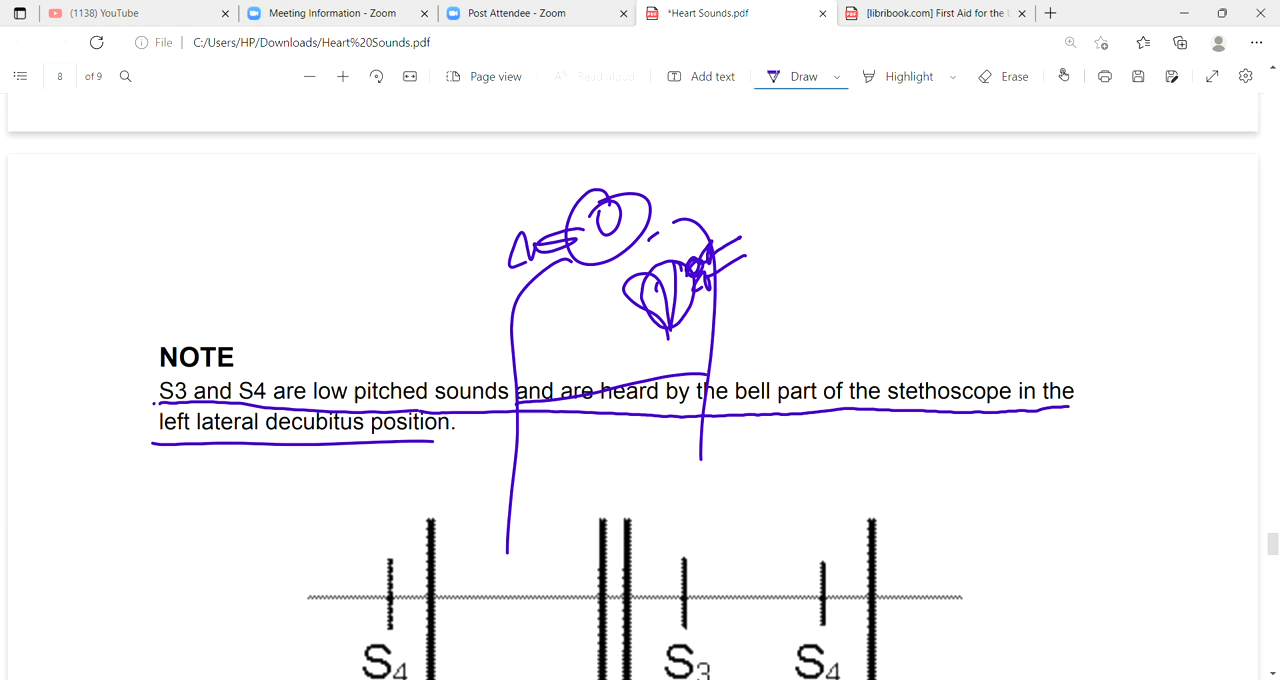 (1138) YouTube
Meeting Information - Zoom
Post Attendee - Zoom
*Heart Sounds.pdf
[libribook.com] First Aid for the
File
C:/Users/HP/Downloads/Heart%20Sounds.pdf
8 of 9
Page view
Read aloud
Add text
Draw
Highlight
Erase
NOTE
S3 and S4 are low pitched sounds and are heard by the bell part of the stethoscope in the
left lateral decubitus position.
S4 S3 S4